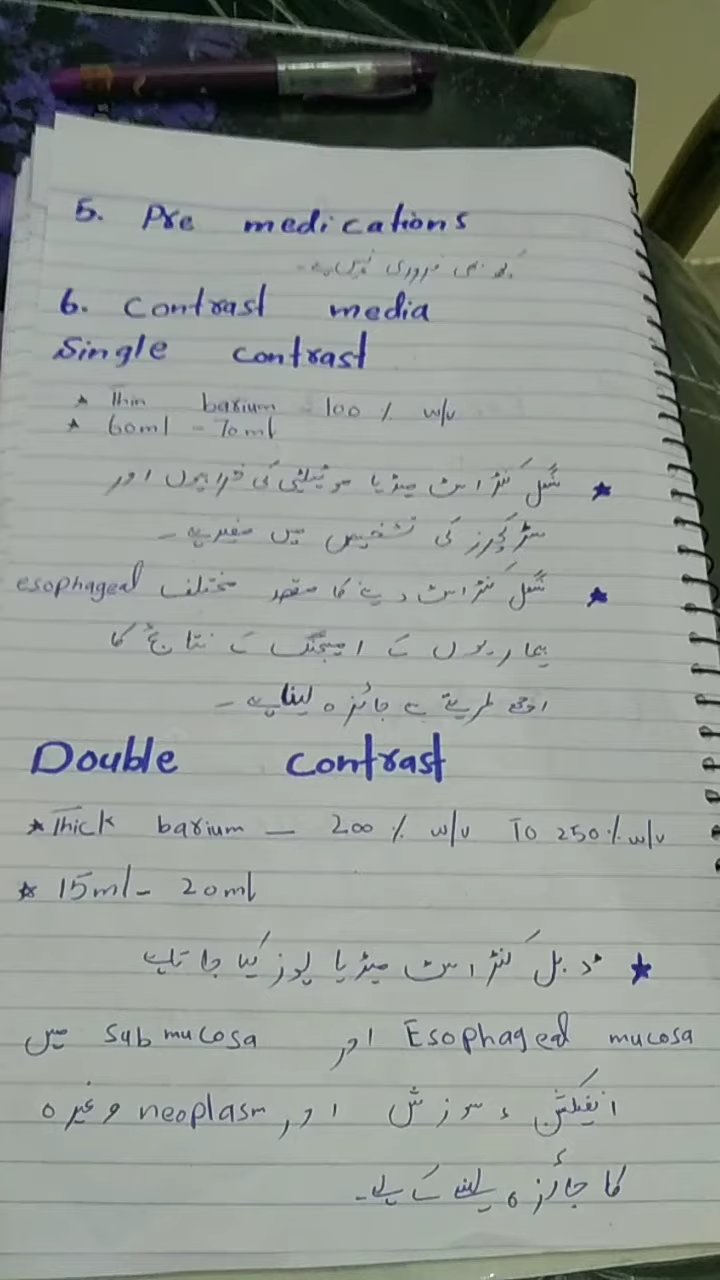 5. Pre medications
کچھ بھی ضروری نہیں ہے۔
6. Contrast media
Single contrast
* Thin barium 100 % w/v
* 60ml - 70ml
* سنگل کنٹراسٹ میڈیا موٹیلیٹی کی خرابیوں اور
سٹرکچرز کی تشخیص میں مفید ہے۔
* سنگل کنٹراسٹ دینے کا مقصد مختلف esophageal
بیماریوں کے امیجنگ کے نتائج کا
اچھے طریقے سے جائزہ لینا ہے۔
Double contrast
* Thick barium — 200 % w/v To 250 % w/v
* 15ml - 20ml
* ڈبل کنٹراسٹ میڈیا یوز کیا جاتا ہے
Esophageal mucosa اور Submucosa میں
انفیکشن، سوزش اور neoplasm وغیرہ
کا جائزہ لینے کے لیے۔